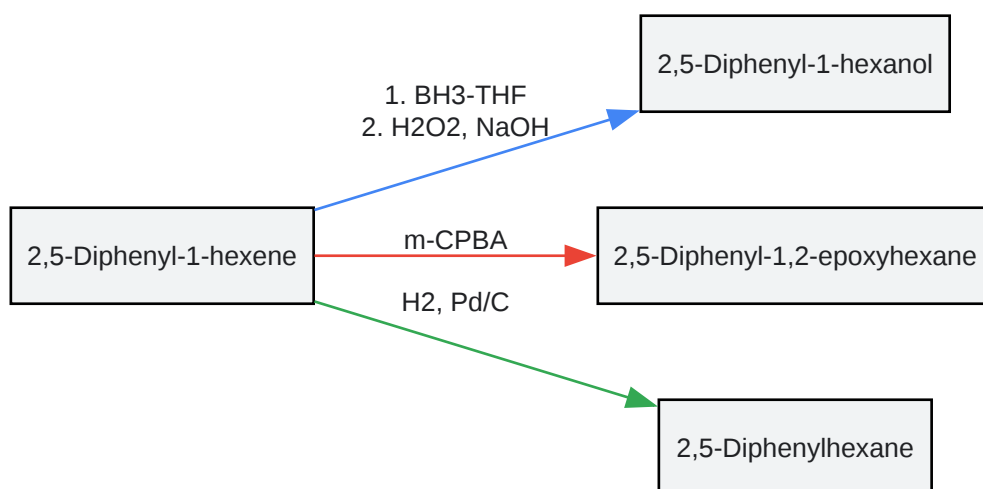 2,5-Diphenyl-1-hexanol
1. BH3-THF
2. H2O2, NaOH
2,5-Diphenyl-1-hexene
m-CPBA
2,5-Diphenyl-1,2-epoxyhexane
H2, Pd/C
2,5-Diphenylhexane